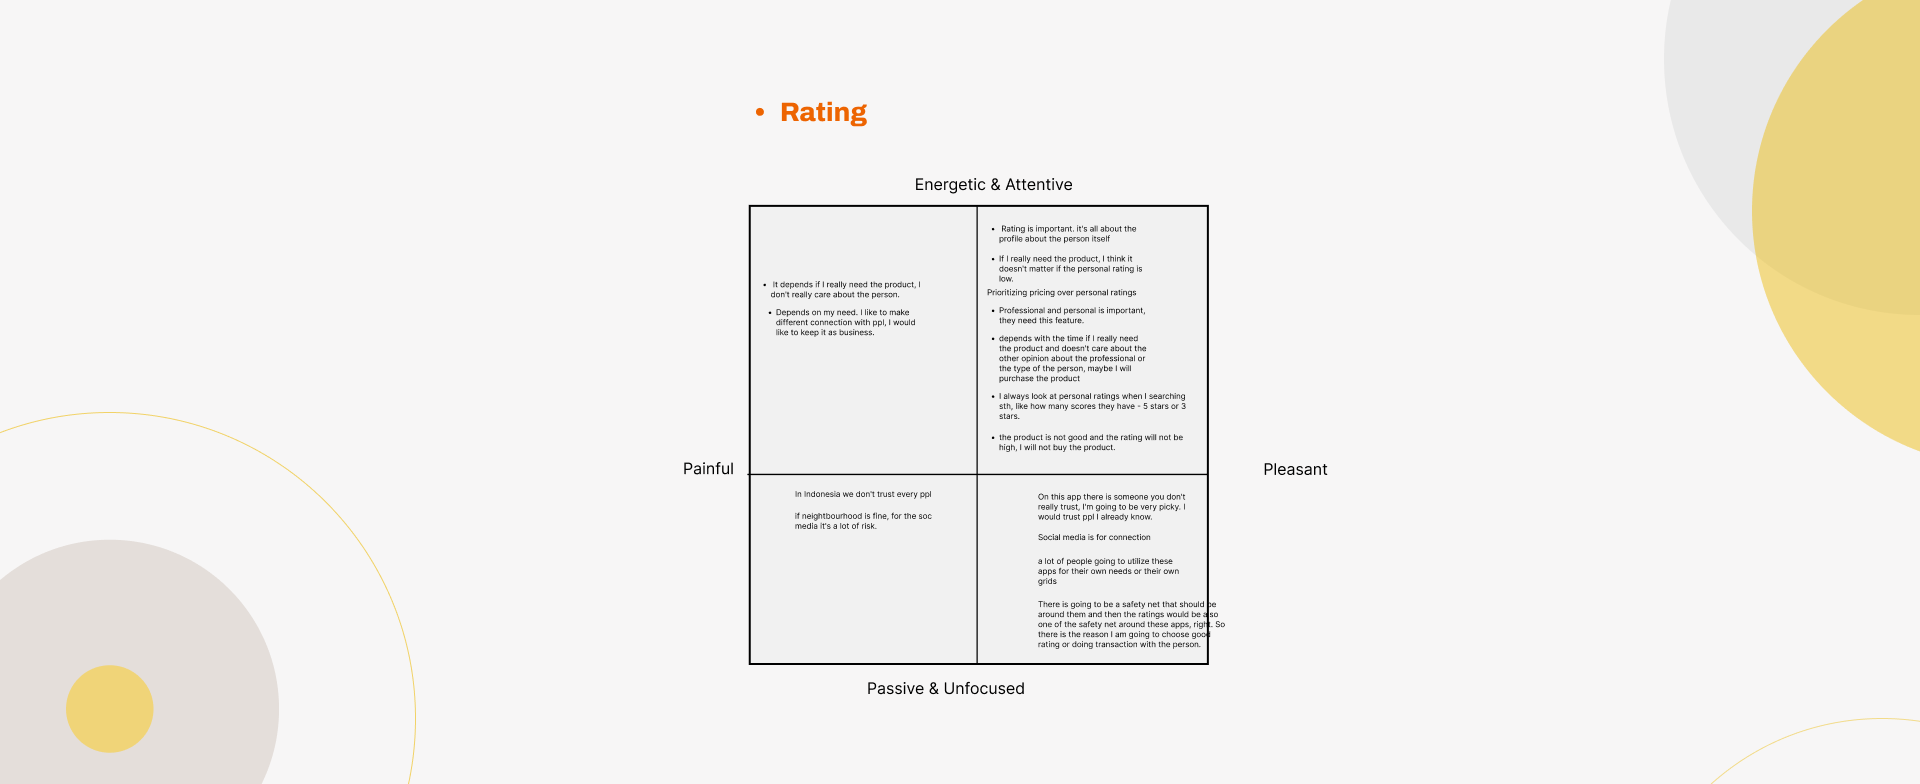 • Rating
Energetic & Attentive
• It depends if I really need the product, I
don't really care about the person.
• Depends on my need. I like to make
different connection with ppl, I would
like to keep it as business.
• Rating is important. it's all about the
profile about the person itself
• If I really need the product, I think it
doesn't matter if the personal rating is
low.
Prioritizing pricing over personal ratings
• Professional and personal is important,
they need this feature.
• depends with the time if I really need
the product and doesn't care about the
other opinion about the professional or
the type of the person, maybe I will
purchase the product
• I always look at personal ratings when I searching
sth, like how many scores they have - 5 stars or 3
stars.
• the product is not good and the rating will not be
high, I will not buy the product.
Painful
Pleasant
In Indonesia we don't trust every ppl
if neightbourhood is fine, for the soc
media it's a lot of risk.
On this app there is someone you don't
really trust, I'm going to be very picky. I
would trust ppl I already know.
Social media is for connection
a lot of people going to utilize these
apps for their own needs or their own
grids
There is going to be a safety net that should be
around them and then the ratings would be also
one of the safety net around these apps, right. So
there is the reason I am going to choose good
rating or doing transaction with the person.
Passive & Unfocused